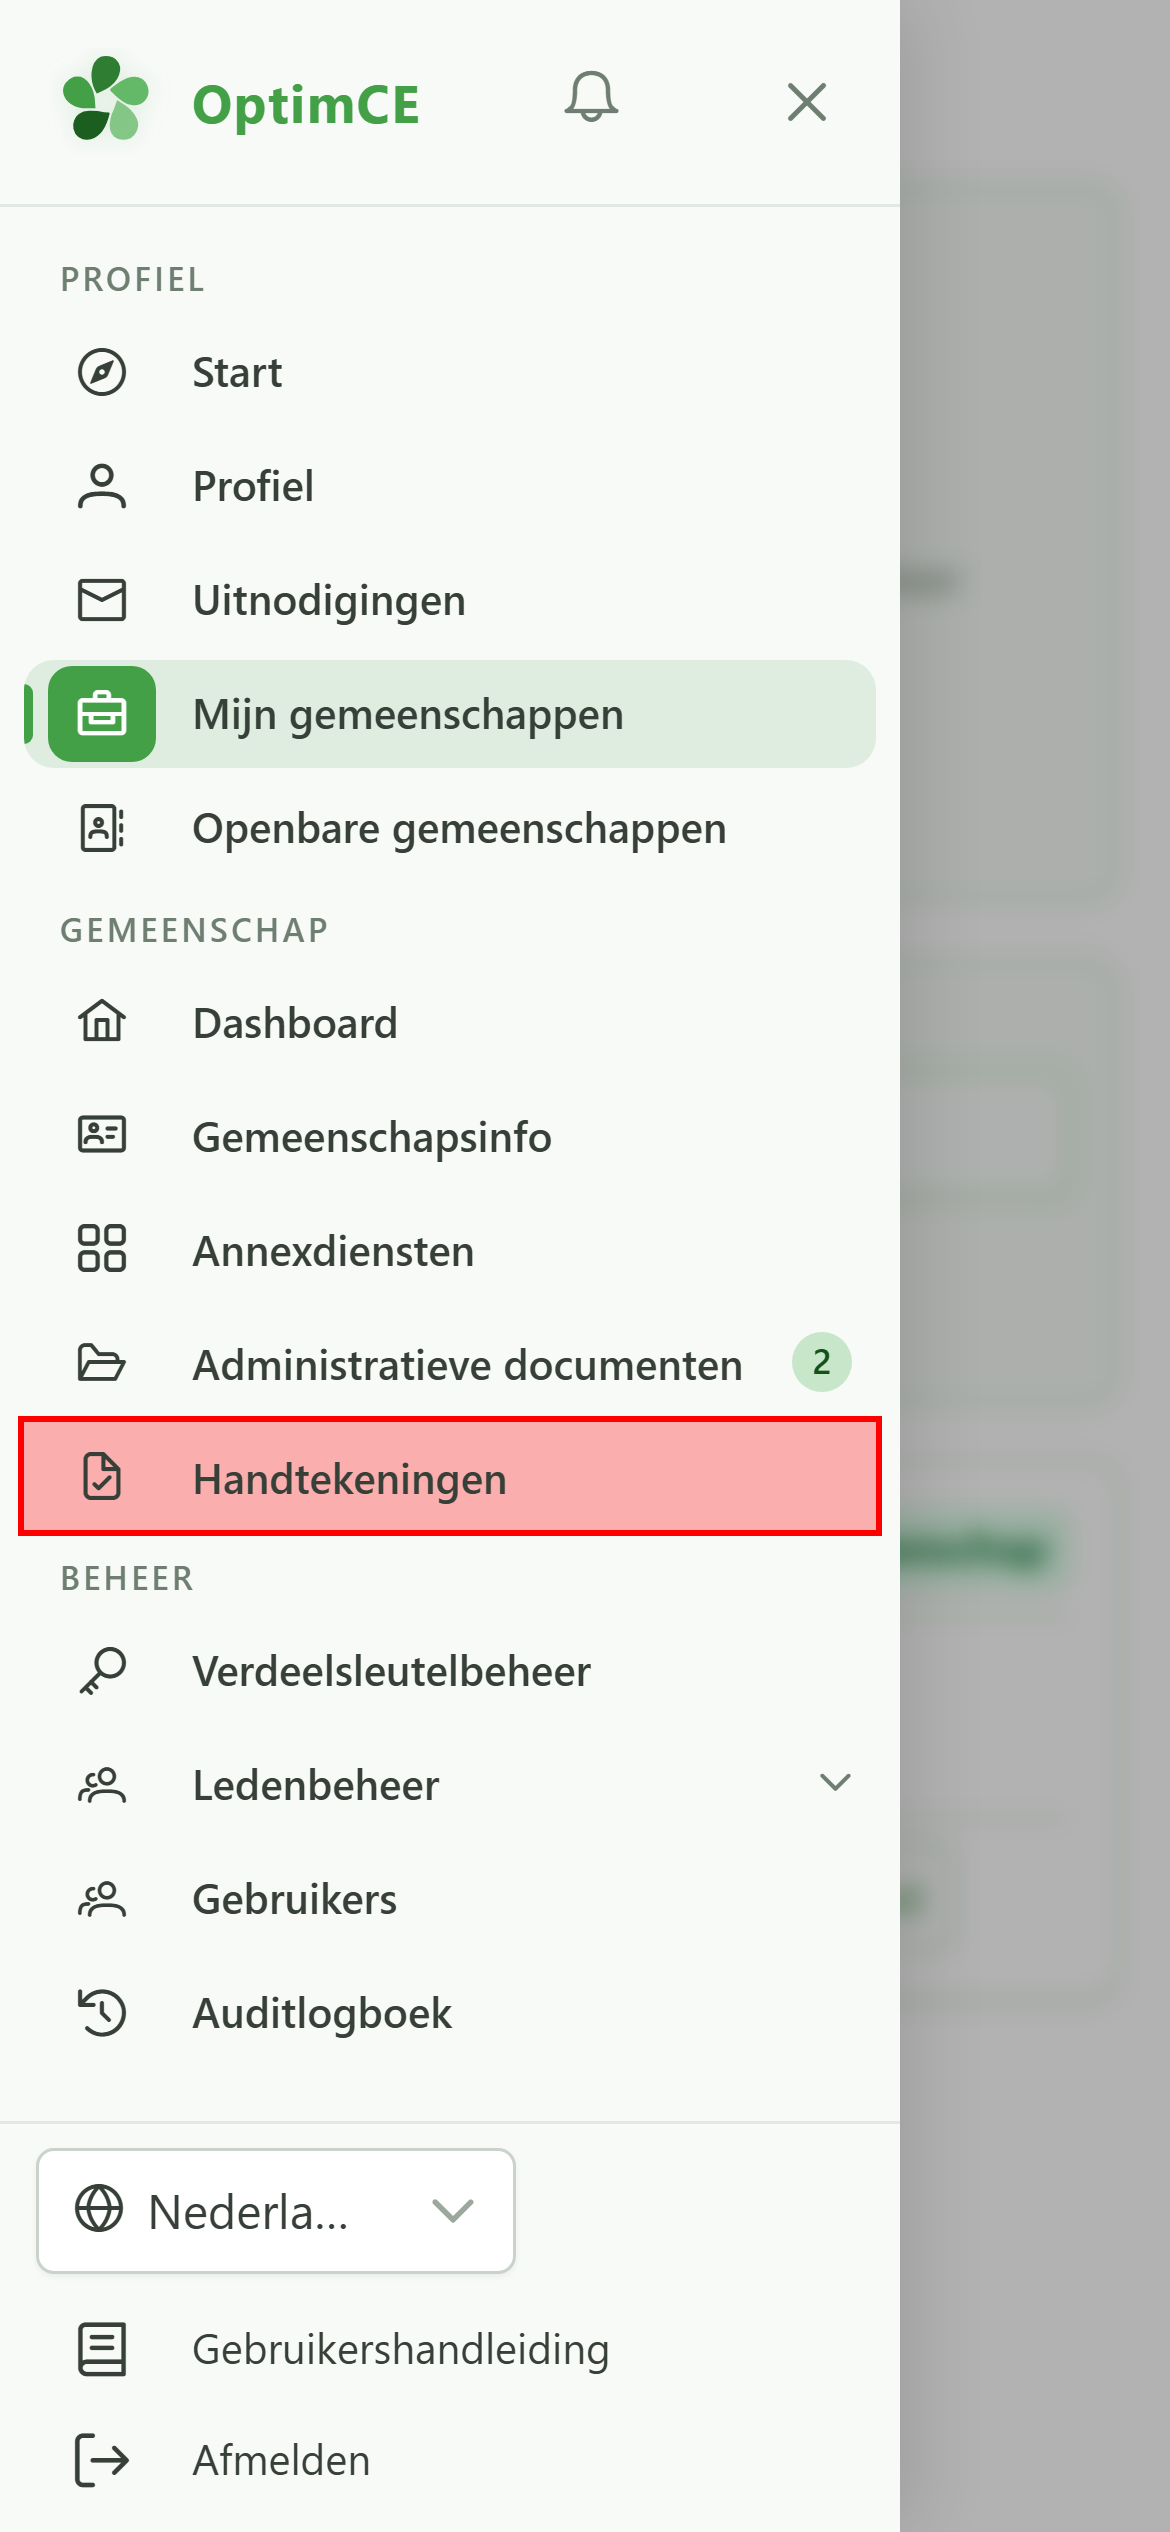 OptimCE
PROFIEL
Start
Profiel
Uitnodigingen
Mijn gemeenschappen
Openbare gemeenschappen
GEMEENSCHAP
Dashboard
Gemeenschapsinfo
Annexdiensten
Administratieve documenten 2
Handtekeningen
BEHEER
Verdeelsleutelbeheer
Ledenbeheer
Gebruikers
Auditlogboek
Nederla...
Gebruikershandleiding
Afmelden